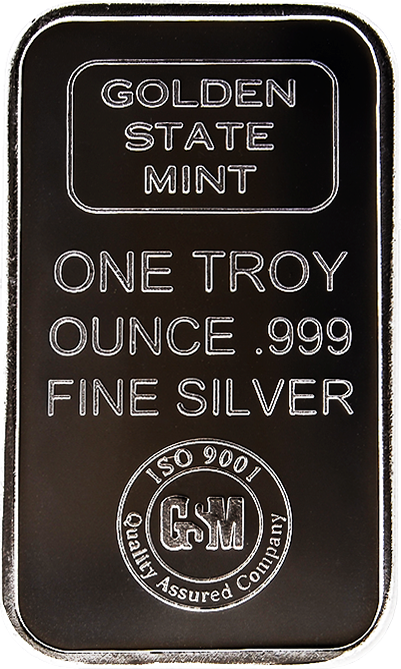 GOLDEN
STATE
MINT
ONE TROY
OUNCE .999
FINE SILVER
ISO 9001
GSM
Quality Assured Company